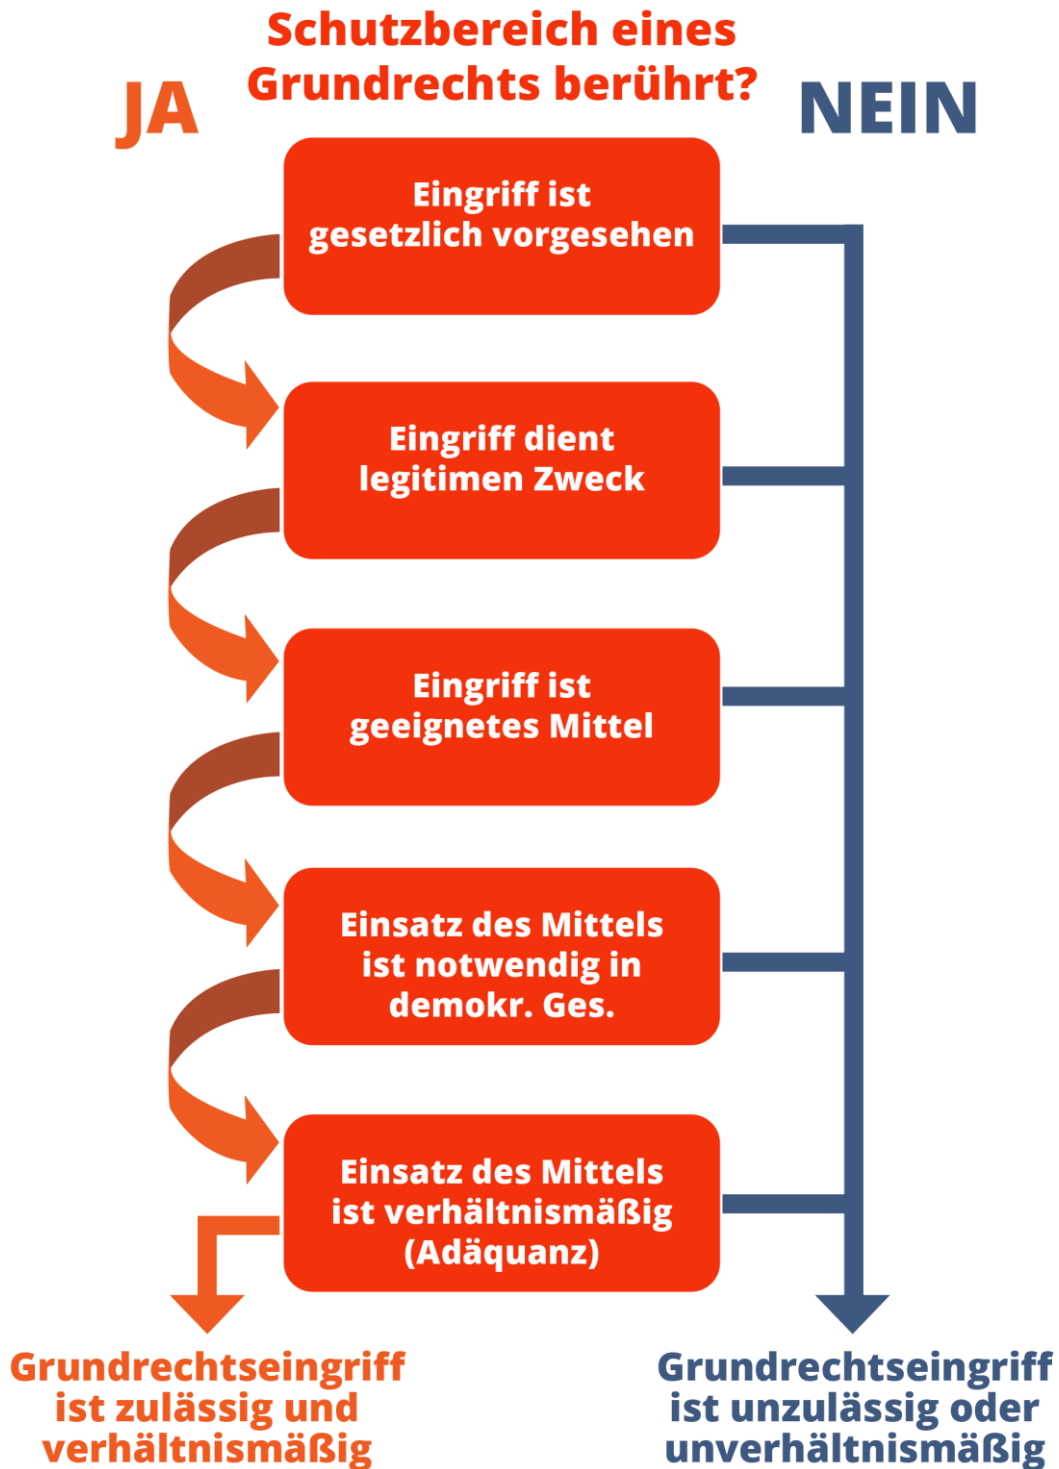 Schutzbereich eines
Grundrechts berührt?
JA
NEIN
Eingriff ist
gesetzlich vorgesehen
Eingriff dient
legitimen Zweck
Eingriff ist
geeignetes Mittel
Einsatz des Mittels
ist notwendig in
demokr. Ges.
Einsatz des Mittels
ist verhältnismäßig
(Adäquanz)
Grundrechtseingriff
ist zulässig und
verhältnismäßig
Grundrechtseingriff
ist unzulässig oder
unverhältnismäßig